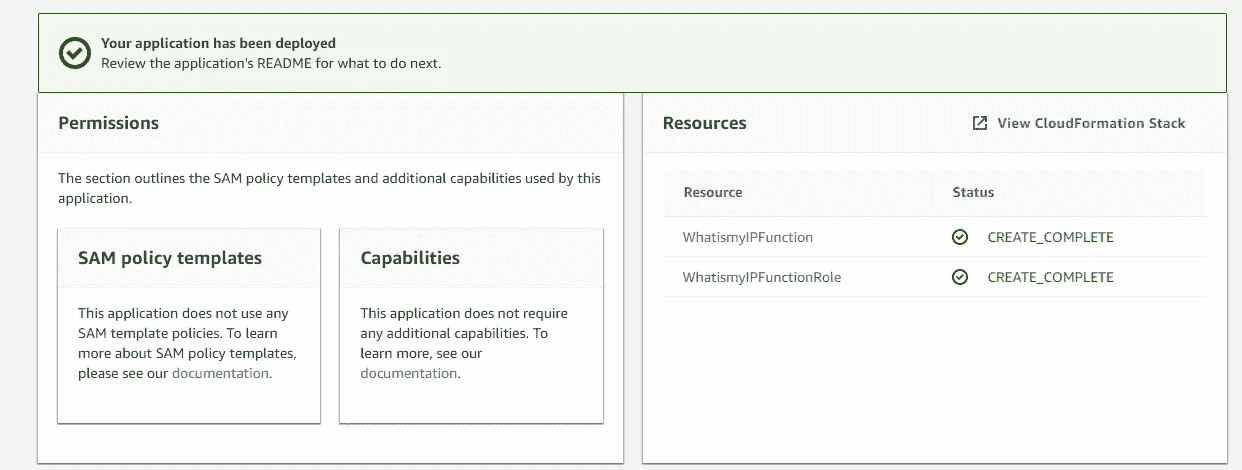 Your application has been deployed
Review the application's README for what to do next.
Permissions
The section outlines the SAM policy templates and additional capabilities used by this
application.
SAM policy templates
This application does not use any
SAM template policies. To learn
more about SAM policy templates,
please see our documentation.
Capabilities
This application does not require
any additional capabilities. To
learn more, see our
documentation.
Resources
View CloudFormation Stack
Resource Status
WhatismyIPFunction CREATE_COMPLETE
WhatismyIPFunctionRole CREATE_COMPLETE